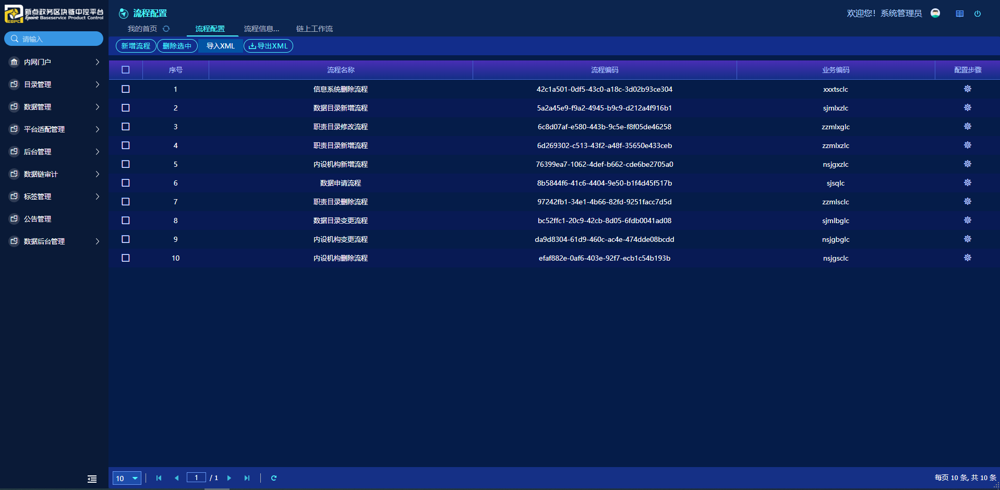 新点政务区块链中控平台
Epoint Baseservice Product Control
EBPC
请输入
内网门户
目录管理
数据管理
平台适配管理
后台管理
数据链审计
标签管理
公告管理
数据后台管理
流程配置
欢迎您！系统管理员
我的首页 流程配置 流程信息... 链上工作流
新增流程 删除选中 导入XML 导出XML
序号 流程名称 流程编码 业务编码 配置步骤
1 信息系统删除流程 42c1a501-0df5-43c0-a18c-3d02b93ce304 xxxtsclc
2 数据目录新增流程 5a2a45e9-f9a2-4945-b9c9-d212a4f916b1 sjmlxzlc
3 职责目录修改流程 6c8d07af-e580-443b-9c5e-f8f05de46258 zzmlxglc
4 职责目录新增流程 6d269302-c513-43f2-a48f-35650e433ceb zzmlxzlc
5 内设机构新增流程 76399ea7-1062-4def-b662-cde6be2705a0 nsjgxzlc
6 数据申请流程 8b5844f6-41c6-4404-9e50-b1f4d45f517b sjsqlc
7 职责目录删除流程 97242fb1-34e1-4b66-82fd-9251facc7d5d zzmlsclc
8 数据目录变更流程 bc52ffc1-20c9-42cb-8d05-6fdb0041ad08 sjmlbglc
9 内设机构变更流程 da9d8304-61d9-460c-ac4e-474dde08bcdd nsjgbglc
10 内设机构删除流程 efaf882e-0af6-403e-92f7-ecb1c54b193b nsjgsclc
10 1 / 1 每页 10 条, 共 10 条